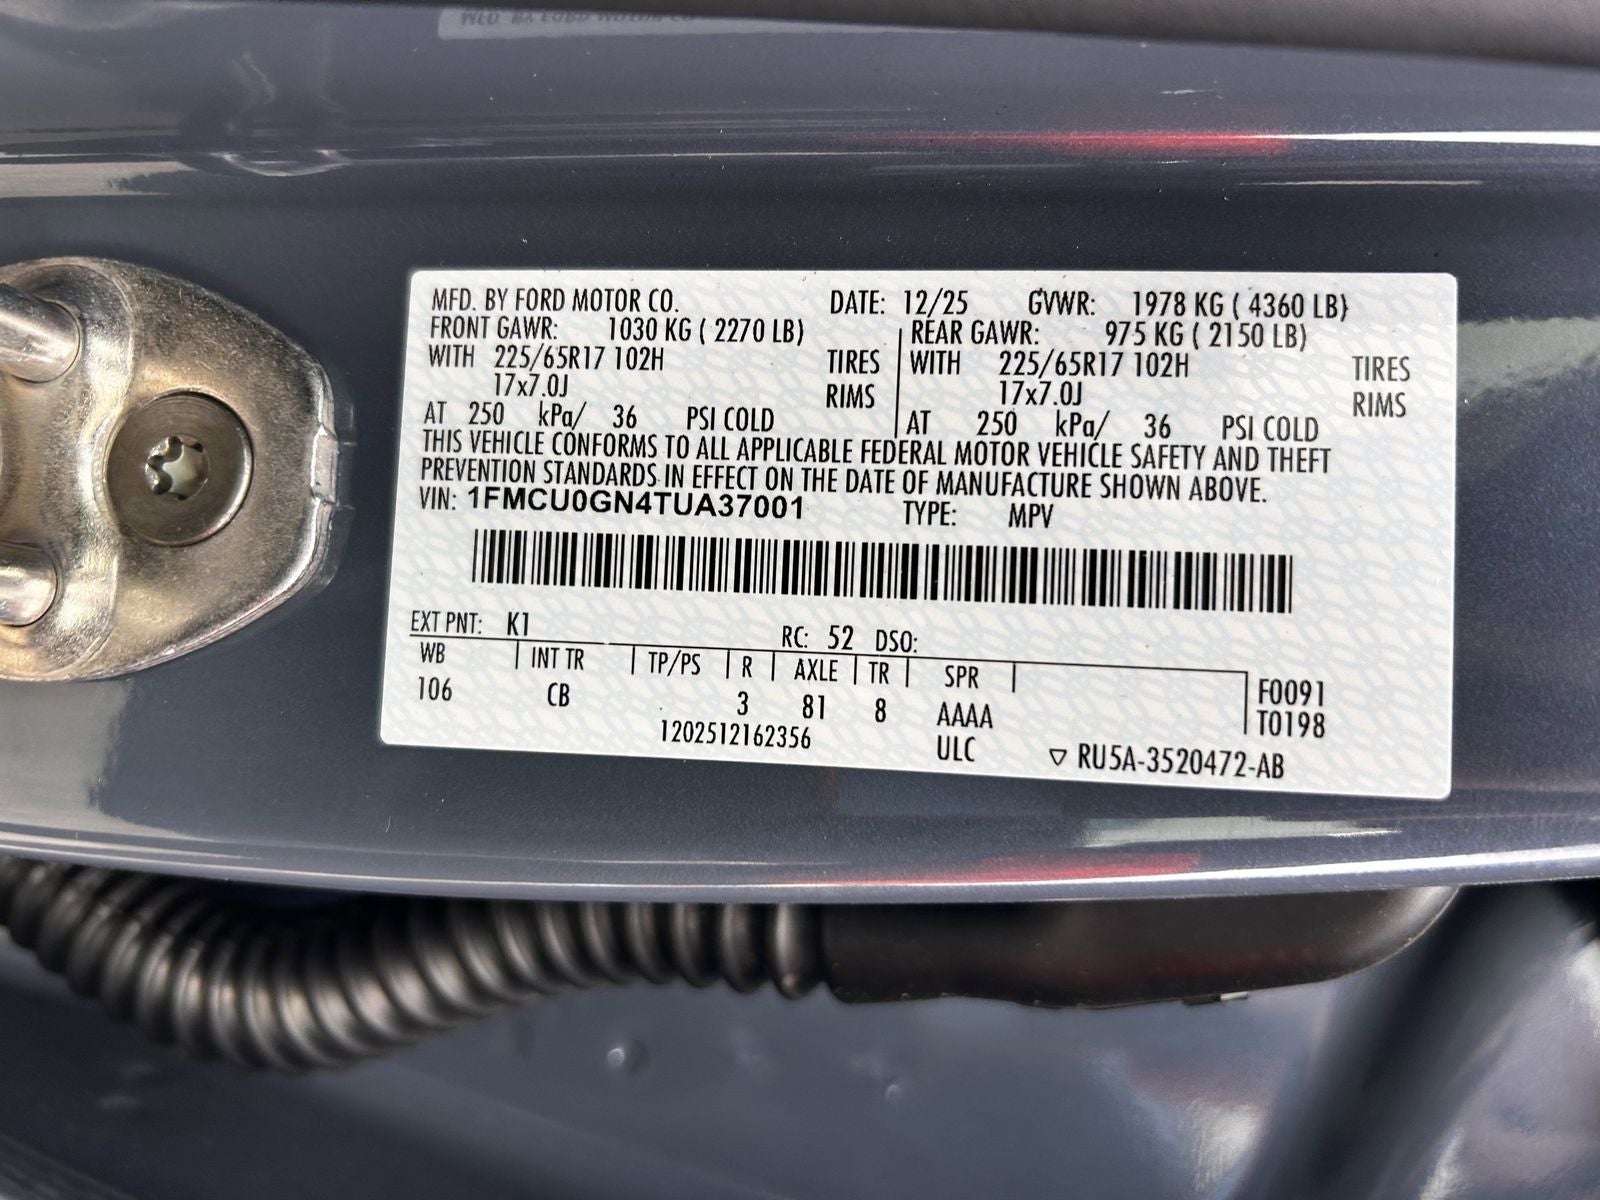 MFD. BY FORD MOTOR CO. DATE: 12/25 GVWR: 1978 KG ( 4360 LB)
FRONT GAWR: 1030 KG ( 2270 LB) REAR GAWR: 975 KG ( 2150 LB)
WITH 225/65R17 102H TIRES WITH 225/65R17 102H TIRES
17x7.0J RIMS 17x7.0J RIMS
AT 250 kPa/ 36 PSI COLD AT 250 kPa/ 36 PSI COLD
THIS VEHICLE CONFORMS TO ALL APPLICABLE FEDERAL MOTOR VEHICLE SAFETY AND THEFT
PREVENTION STANDARDS IN EFFECT ON THE DATE OF MANUFACTURE SHOWN ABOVE.
VIN: 1FMCU0GN4TUA37001 TYPE: MPV
EXT PNT: K1 RC: 52 DSO:
WB INT TR TP/PS R AXLE TR SPR
106 CB 3 81 8 AAAA F0091
T0198
1202512162356 ULC ▽ RU5A-3520472-AB